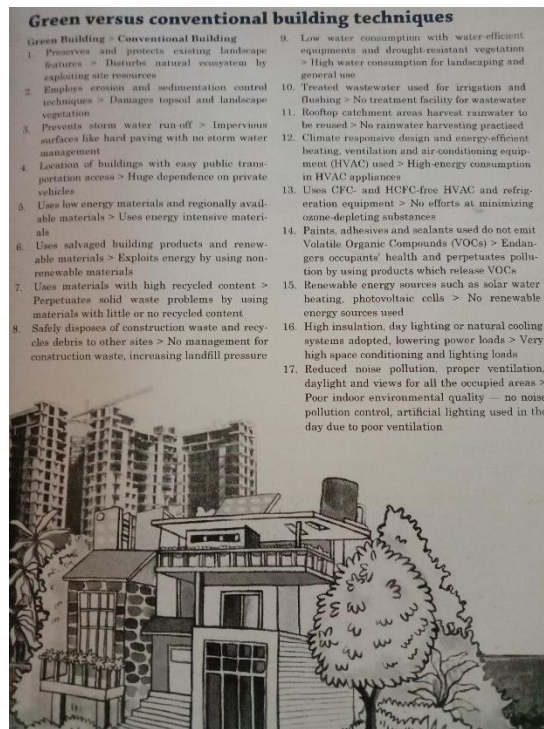 Green versus conventional building techniques
Green Building > Conventional Building
1. Preserves and protects existing landscape
features > Disturbs natural ecosystem by
exploiting site resources
2. Employs erosion and sedimentation control
techniques > Damages topsoil and landscape
vegetation
3. Prevents storm water run-off > Impervious
surfaces like hard paving with no storm water
management
4. Location of buildings with easy public trans-
portation access > Huge dependence on private
vehicles
5. Uses low energy materials and regionally avail-
able materials > Uses energy intensive materi-
als
6. Uses salvaged building products and renew-
able materials > Exploits energy by using non-
renewable materials
7. Uses materials with high recycled content >
Perpetuates solid waste problems by using
materials with little or no recycled content
8. Safely disposes of construction waste and recy-
cles debris to other sites > No management for
construction waste, increasing landfill pressure
9. Low water consumption with water efficient
equipments and drought-resistant vegetation
> High water consumption for landscaping and
general use
10. Treated wastewater used for irrigation and
flushing > No treatment facility for wastewater
11. Rooftop catchment areas harvest rainwater to
be reused > No rainwater harvesting practised
12. Climate responsive design and energy-efficient
heating, ventilation and air-conditioning equip-
ment (HVAC) used > High-energy consumption
in HVAC appliances
13. Uses CFC- and HCFC-free HVAC and refrig-
eration equipment > No efforts at minimizing
ozone-depleting substances
14. Paints, adhesives and sealants used do not emit
Volatile Organic Compounds (VOCs) > Endan-
gers occupants' health and perpetuates pollu-
tion by using products which release VOCs
15. Renewable energy sources such as solar water
heating, photovoltaic cells > No renewable
energy sources used
16. High insulation, day lighting or natural cooling
systems adopted, lowering power loads > Very
high space conditioning and lighting loads
17. Reduced noise pollution, proper ventilation,
daylight and views for all the occupied areas >
Poor indoor environmental quality — no noise
pollution control, artificial lighting used in the
day due to poor ventilation